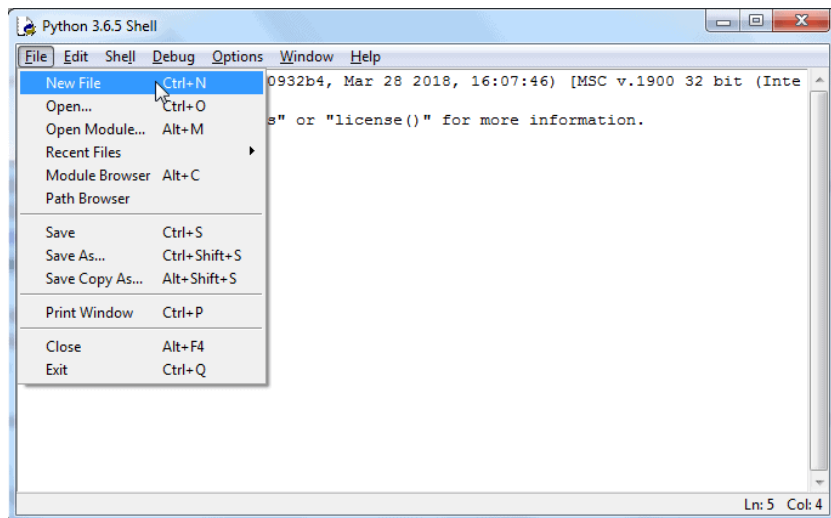 Python 3.6.5 Shell
File Edit Shell Debug Options Window Help
New File Ctrl+N
0932b4, Mar 28 2018, 16:07:46) [MSC v.1900 32 bit (Inte
Open... Ctrl+O
s" or "license()" for more information.
Open Module... Alt+M
Recent Files
Module Browser Alt+C
Path Browser
Save Ctrl+S
Save As... Ctrl+Shift+S
Save Copy As... Alt+Shift+S
Print Window Ctrl+P
Close Alt+F4
Exit Ctrl+Q
Ln: 5 Col: 4